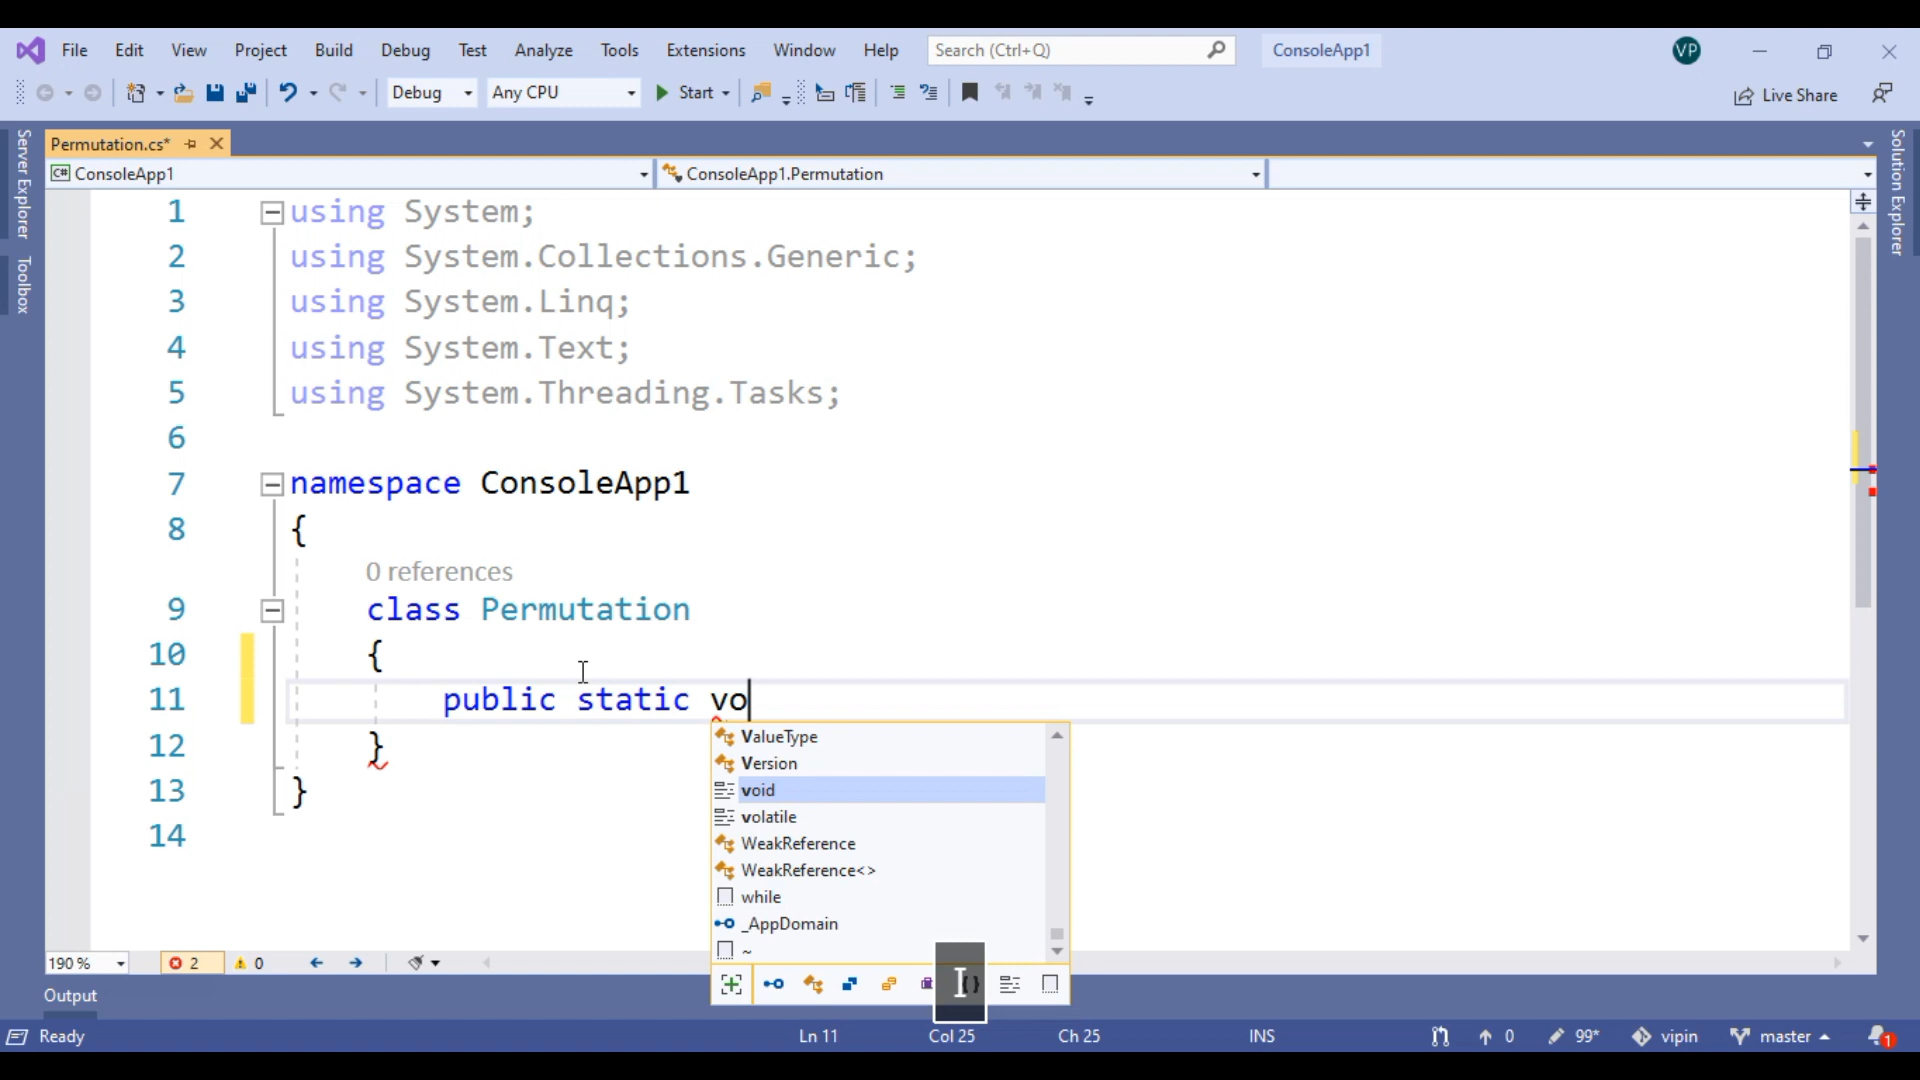 File Edit View Project Build Debug Test Analyze Tools Extensions Window Help Search (Ctrl+Q) ConsoleApp1 VP
Debug Any CPU Start Live Share
Server Explorer
Toolbox
Solution Explorer
Permutation.cs*
C# ConsoleApp1 ConsoleApp1.Permutation
1 using System;
2 using System.Collections.Generic;
3 using System.Linq;
4 using System.Text;
5 using System.Threading.Tasks;
6
7 namespace ConsoleApp1
8 {
0 references
9 class Permutation
10 {
11 public static vo
12 }
13 }
14
ValueType
Version
void
volatile
WeakReference
WeakReference<>
while
_AppDomain
~
I
190 % 2 0
Output
Ready Ln 11 Col 25 Ch 25 INS 0 99* vipin master 1